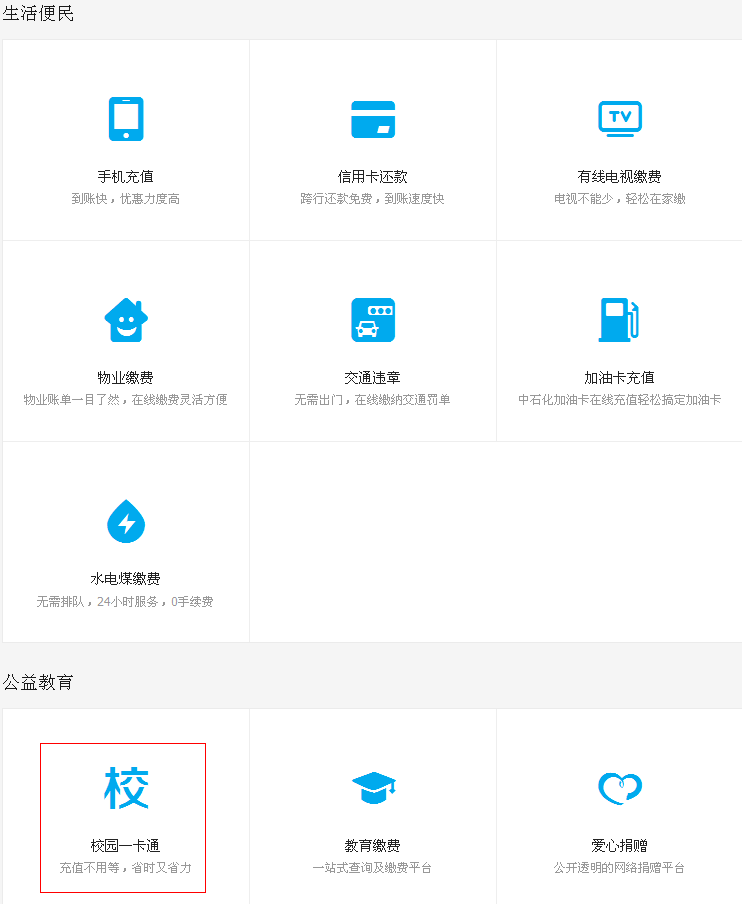 生活便民
手机充值
到账快，优惠力度高
信用卡还款
跨行还款免费，到账速度快
TV
有线电视缴费
电视不能少，轻松在家缴
物业缴费
物业账单一目了然，在线缴费灵活方便
交通违章
无需出门，在线缴纳交通罚单
加油卡充值
中石化加油卡在线充值轻松搞定加油卡
水电煤缴费
无需排队，24小时服务，0手续费
公益教育
校
校园一卡通
充值不用等，省时又省力
教育缴费
一站式查询及缴费平台
爱心捐赠
公开透明的网络捐赠平台